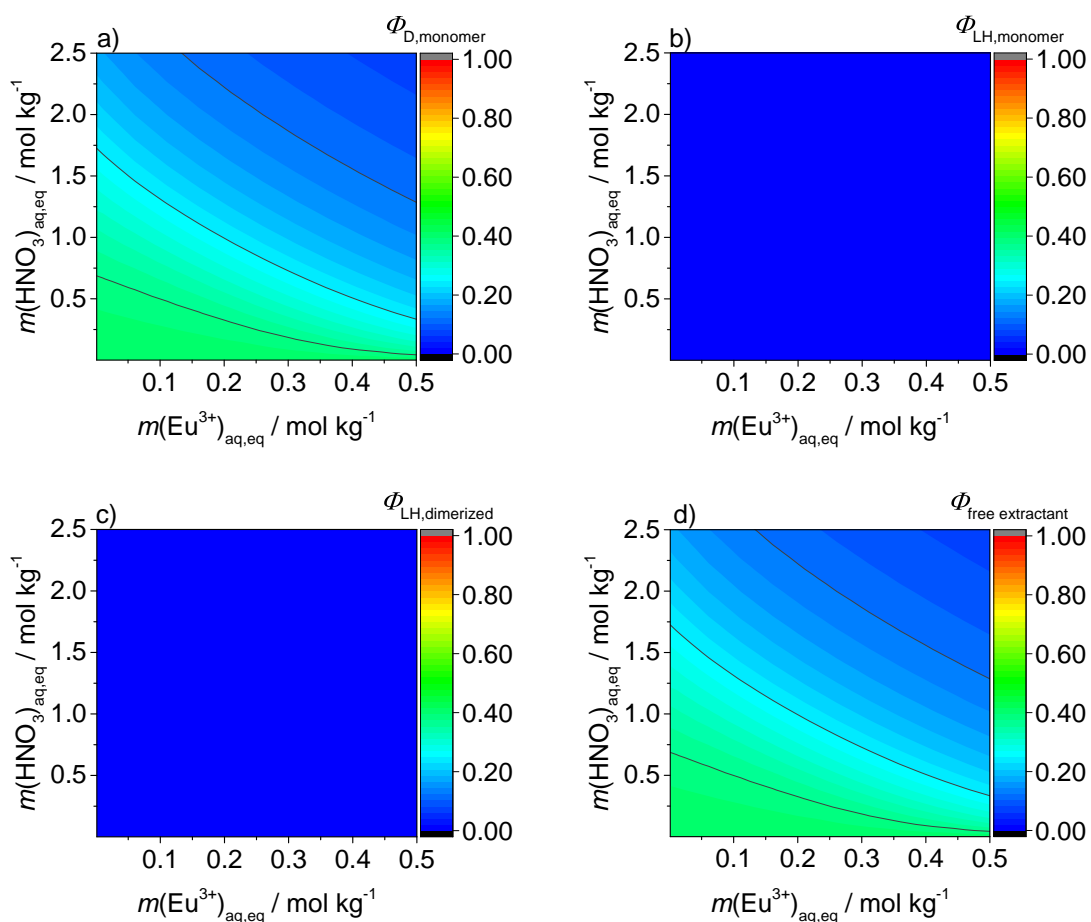 a)
Φ D,monomer
2.5
2.0
1.5
1.0
0.5
0.1 0.2 0.3 0.4 0.5
m(HNO3)aq,eq / mol kg-1
m(Eu3+)aq,eq / mol kg-1
1.00
0.80
0.60
0.40
0.20
0.00
b)
Φ LH,monomer
2.5
2.0
1.5
1.0
0.5
0.1 0.2 0.3 0.4 0.5
m(HNO3)aq,eq / mol kg-1
m(Eu3+)aq,eq / mol kg-1
1.00
0.80
0.60
0.40
0.20
0.00
c)
Φ LH,dimerized
2.5
2.0
1.5
1.0
0.5
0.1 0.2 0.3 0.4 0.5
m(HNO3)aq,eq / mol kg-1
m(Eu3+)aq,eq / mol kg-1
1.00
0.80
0.60
0.40
0.20
0.00
d)
Φ free extractant
2.5
2.0
1.5
1.0
0.5
0.1 0.2 0.3 0.4 0.5
m(HNO3)aq,eq / mol kg-1
m(Eu3+)aq,eq / mol kg-1
1.00
0.80
0.60
0.40
0.20
0.00